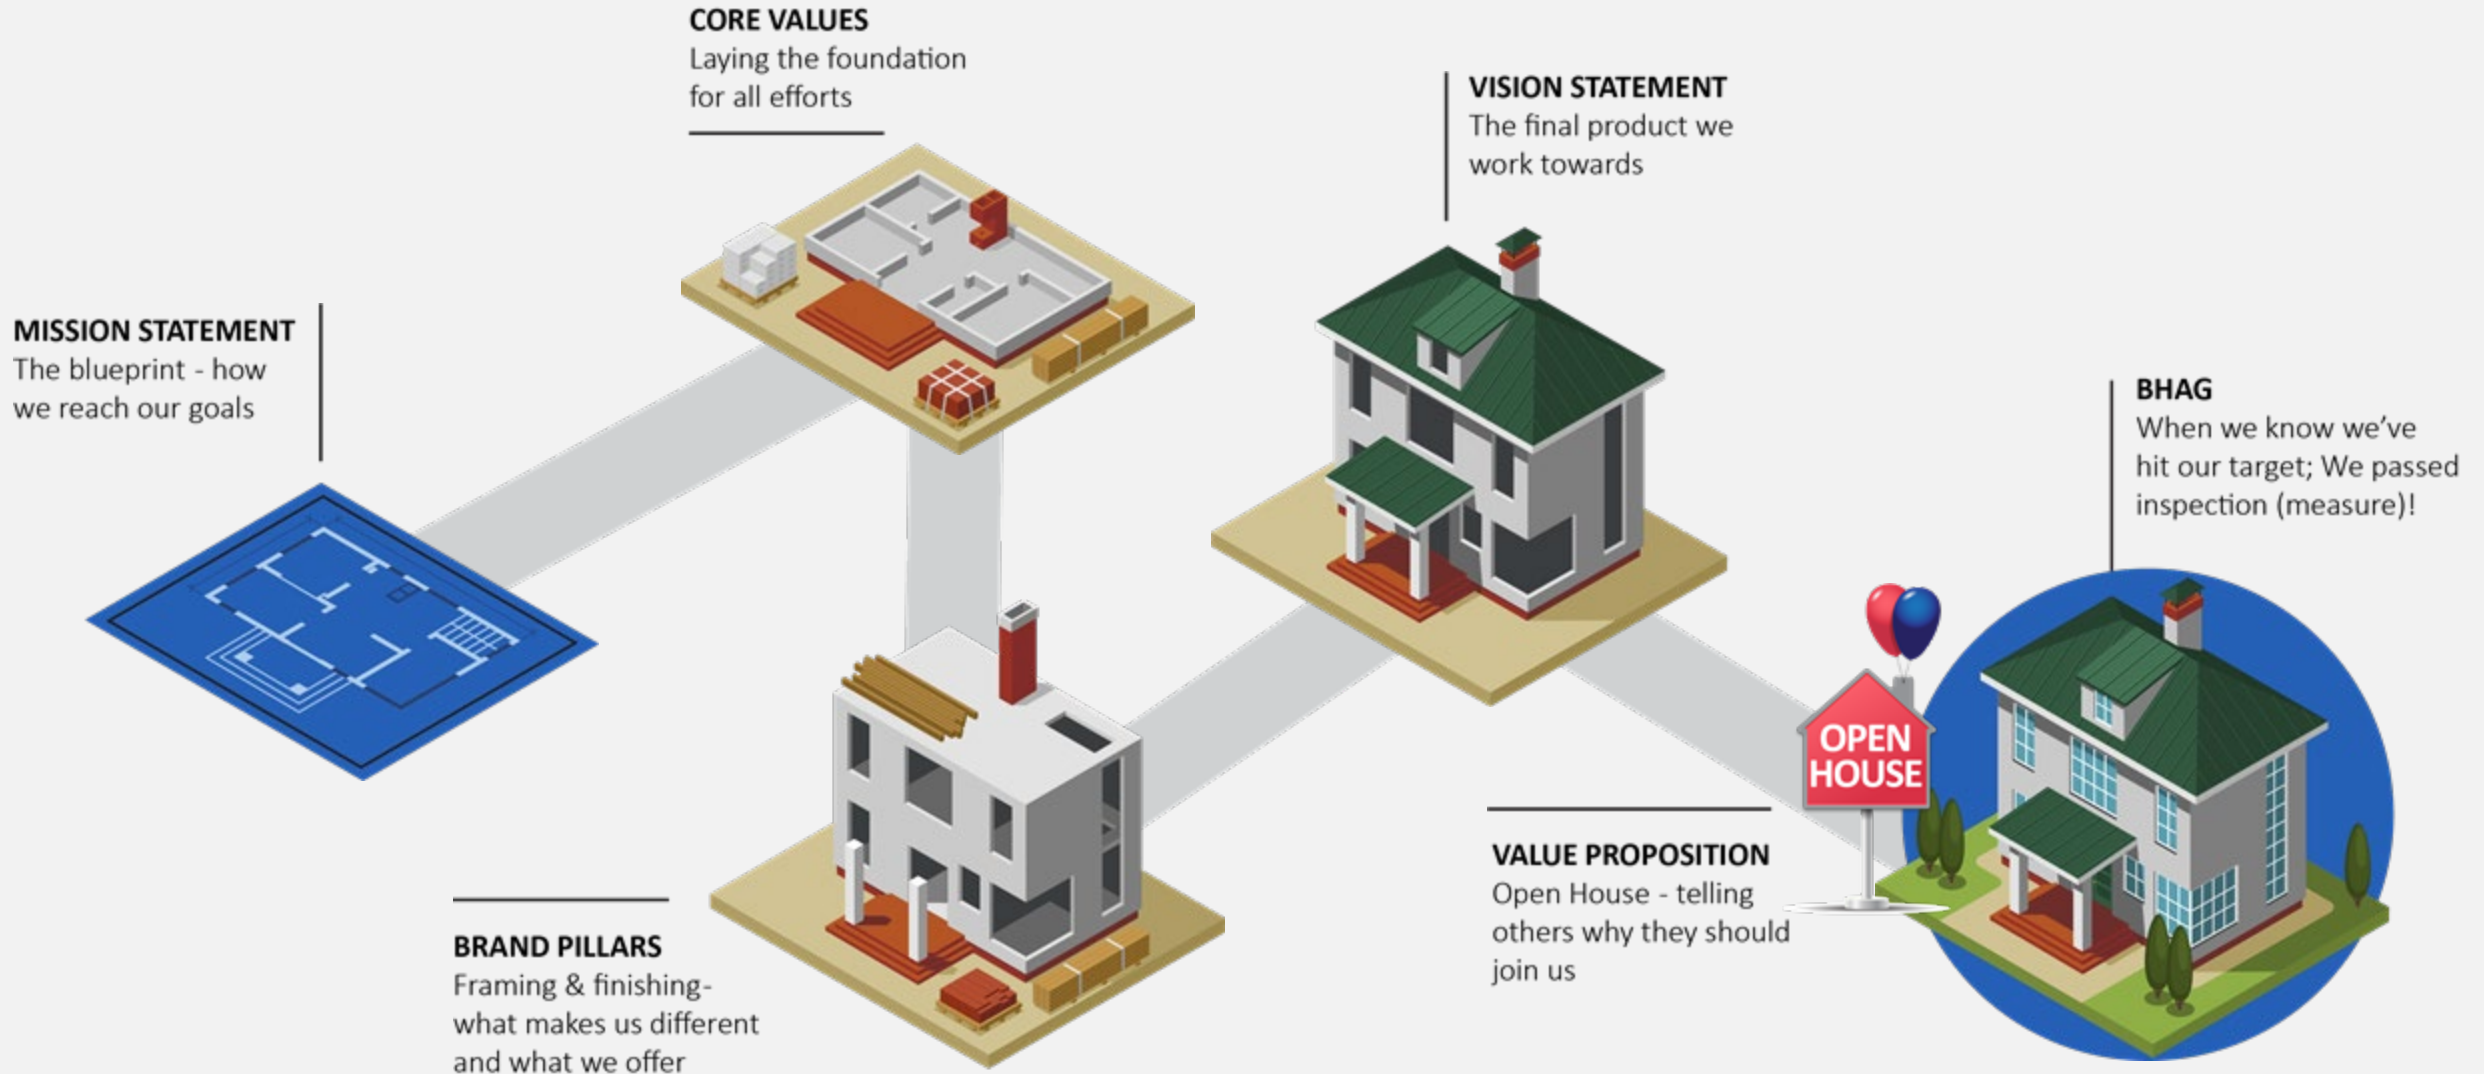 CORE VALUES
Laying the foundation
for all efforts
VISION STATEMENT
The final product we
work towards
MISSION STATEMENT
The blueprint - how
we reach our goals
BHAG
When we know we’ve
hit our target; We passed
inspection (measure)!
OPEN
HOUSE
VALUE PROPOSITION
Open House - telling
others why they should
join us
BRAND PILLARS
Framing & finishing-
what makes us different
and what we offer